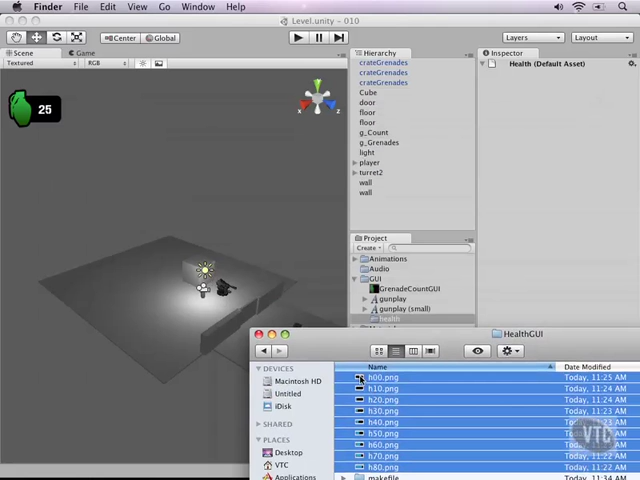 Finder File Edit View Go Window Help
Level.unity – 010
Center Global Layers Layout
Scene Game Hierarchy Inspector
Textured RGB
Health (Default Asset)
crateGrenades
crateGrenades
crateGrenades
Cube
door
floor
floor
g_Count
g_Grenades
light
player
turret2
wall
wall
25
x z
Project
Create
Animations
Audio
GUI
GrenadeCountGUI
gunplay
gunplay (small)
health
HealthGUI
Name Date Modified
DEVICES
Macintosh HD
Untitled
iDisk
SHARED
PLACES
Desktop
VTC
Applications
h00.png Today, 11:25 AM
h10.png Today, 11:24 AM
h20.png Today, 11:24 AM
h30.png Today, 11:23 AM
h40.png Today, 11:23 AM
h50.png Today, 11:23 AM
h60.png Today, 11:22 AM
h70.png Today, 11:22 AM
h80.png Today, 11:22 AM
makefile
VTC